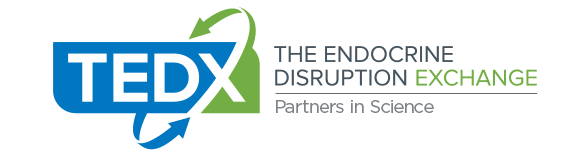 TEDX
THE ENDOCRINE
DISRUPTION EXCHANGE
Partners in Science